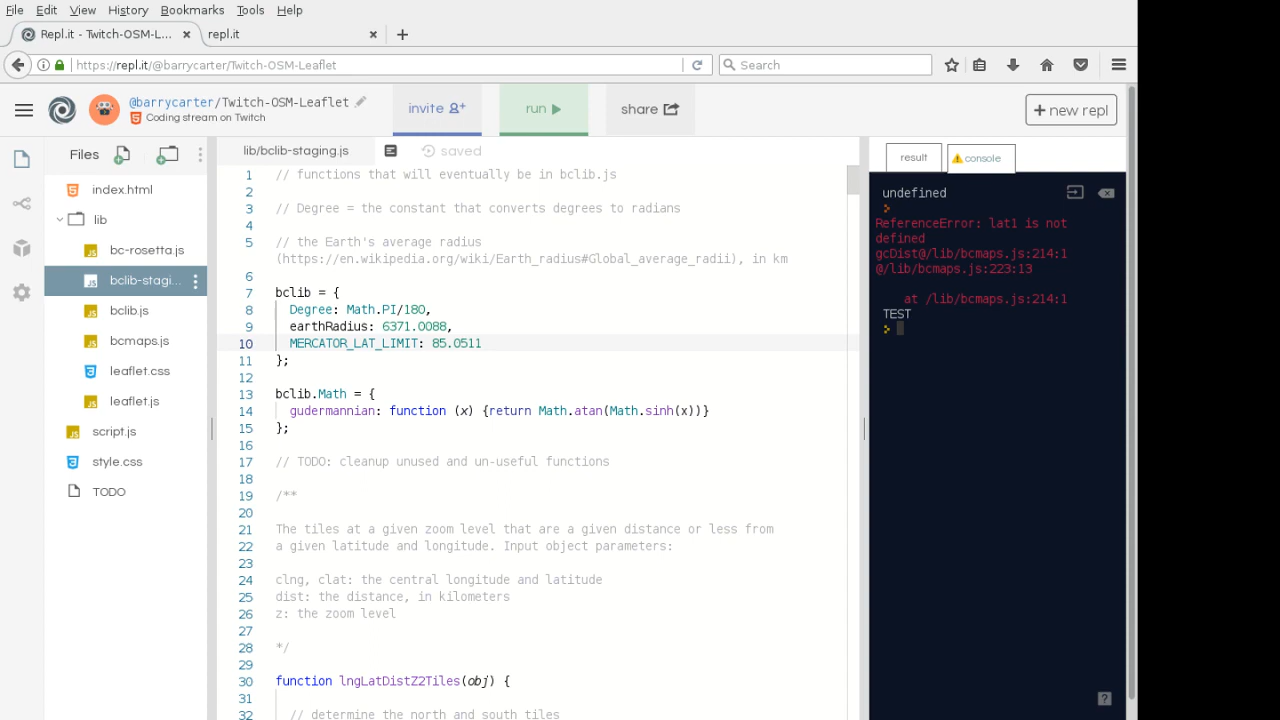 File Edit View History Bookmarks Tools Help
Repl.it - Twitch-OSM-L... × repl.it × +
https://repl.it/@barrycarter/Twitch-OSM-Leaflet Search
@barrycarter/Twitch-OSM-Leaflet
Coding stream on Twitch
invite run share + new repl
Files
index.html
lib
bc-rosetta.js
bclib-stagi...
bclib.js
bcmaps.js
leaflet.css
leaflet.js
script.js
style.css
TODO
lib/bclib-staging.js saved
1 // functions that will eventually be in bclib.js
2
3 // Degree = the constant that converts degrees to radians
4
5 // the Earth's average radius
(https://en.wikipedia.org/wiki/Earth_radius#Global_average_radii), in km
6
7 bclib = {
8 Degree: Math.PI/180,
9 earthRadius: 6371.0088,
10 MERCATOR_LAT_LIMIT: 85.0511
11 };
12
13 bclib.Math = {
14 gudermannian: function (x) {return Math.atan(Math.sinh(x))}
15 };
16
17 // TODO: cleanup unused and un-useful functions
18
19 /**
20
21 The tiles at a given zoom level that are a given distance or less from
22 a given latitude and longitude. Input object parameters:
23
24 clng, clat: the central longitude and latitude
25 dist: the distance, in kilometers
26 z: the zoom level
27
28 */
29
30 function lngLatDistZ2Tiles(obj) {
31
32 // determine the north and south tiles
result console
undefined
>
ReferenceError: lat1 is not
defined
gcDist@/lib/bcmaps.js:214:1
@/lib/bcmaps.js:223:13
at /lib/bcmaps.js:214:1
TEST
>
?